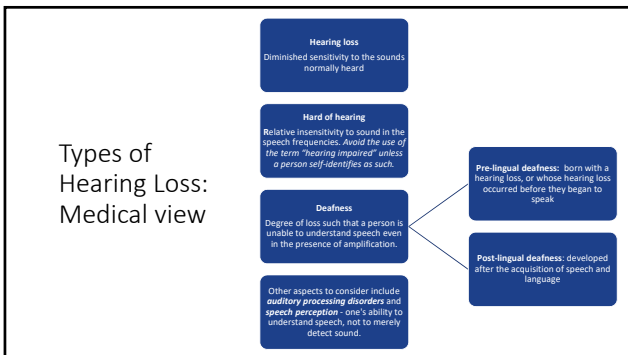 Types of
Hearing Loss:
Medical view
Hearing loss
Diminished sensitivity to the sounds
normally heard
Hard of hearing
Relative insensitivity to sound in the
speech frequencies. Avoid the use of
the term "hearing impaired" unless
a person self-identifies as such.
Deafness
Degree of loss such that a person is
unable to understand speech even
in the presence of amplification.
Pre-lingual deafness: born with a
hearing loss, or whose hearing loss
occurred before they began to
speak
Post-lingual deafness: developed
after the acquisition of speech and
language
Other aspects to consider include
auditory processing disorders and
speech perception - one's ability to
understand speech, not to merely
detect sound.